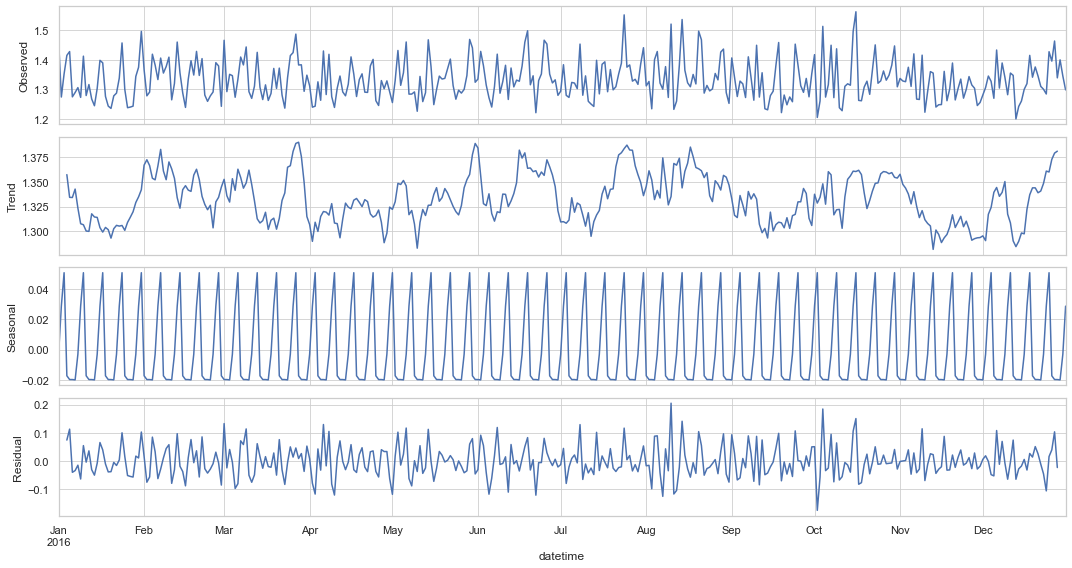 Observed
1.5
1.4
1.3
1.2
Trend
1.375
1.350
1.325
1.300
Seasonal
0.04
0.02
0.00
−0.02
Residual
0.2
0.1
0.0
−0.1
Jan Feb Mar Apr May Jun Jul Aug Sep Oct Nov Dec
2016
datetime